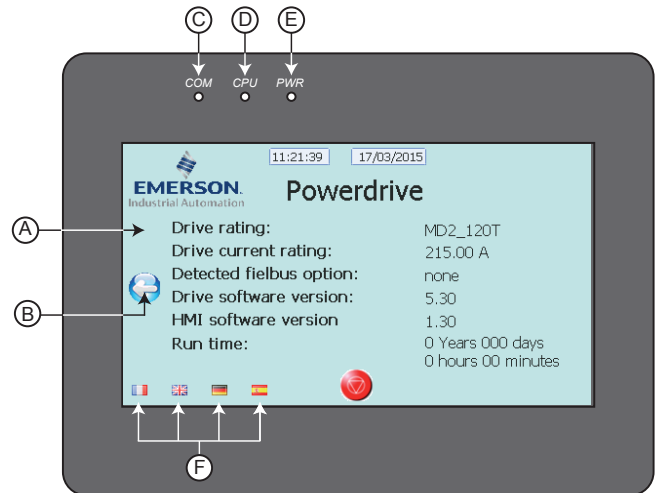 C D E
COM CPU PWR
11:21:39 17/03/2015
EMERSON.
Industrial Automation
Powerdrive
A
Drive rating: MD2_120T
Drive current rating: 215.00 A
Detected fielbus option: none
B
Drive software version: 5.30
HMI software version 1.30
Run time: 0 Years 000 days
0 hours 00 minutes
F